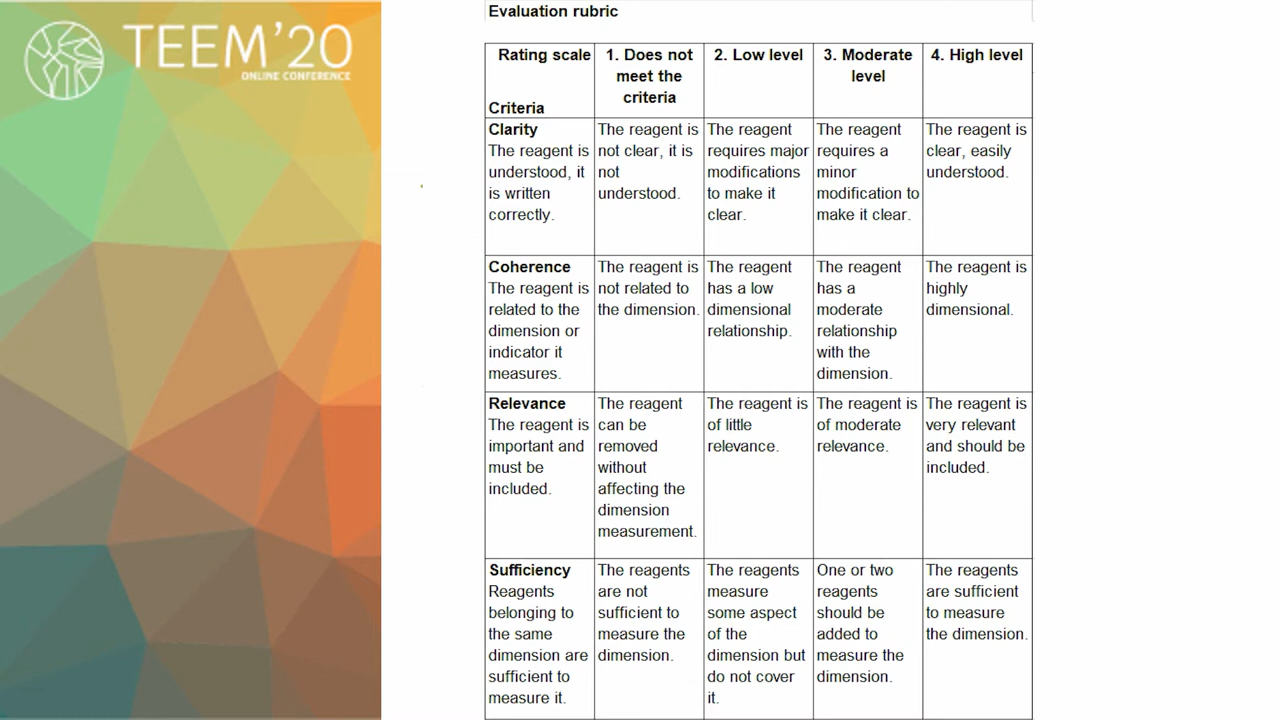 TEEM'20
ONLINE CONFERENCE
Evaluation rubric
Rating scale
Criteria
1. Does not
meet the
criteria
2. Low level
3. Moderate
level
4. High level
Clarity
The reagent is
understood, it
is written
correctly.
The reagent is
not clear, it is
not
understood.
The reagent
requires major
modifications
to make it
clear.
The reagent
requires a
minor
modification to
make it clear.
The reagent is
clear, easily
understood.
Coherence
The reagent is
related to the
dimension or
indicator it
measures.
The reagent is
not related to
the dimension.
The reagent
has a low
dimensional
relationship.
The reagent
has a
moderate
relationship
with the
dimension.
The reagent is
highly
dimensional.
Relevance
The reagent is
important and
must be
included.
The reagent
can be
removed
without
affecting the
dimension
measurement.
The reagent is
of little
relevance.
The reagent is
of moderate
relevance.
The reagent is
very relevant
and should be
included.
Sufficiency
Reagents
belonging to
the same
dimension are
sufficient to
measure it.
The reagents
are not
sufficient to
measure the
dimension.
The reagents
measure
some aspect
of the
dimension but
do not cover
it.
One or two
reagents
should be
added to
measure the
dimension.
The reagents
are sufficient
to measure
the dimension.